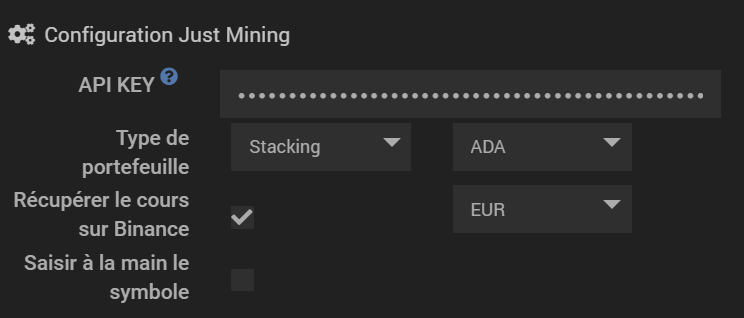 Configuration Just Mining
API KEY ?
••••••••••••••••••••••••••••••••••••••••••••••••
Type de
portefeuille
Stacking
ADA
Récupérer le cours
sur Binance
EUR
Saisir à la main le
symbole